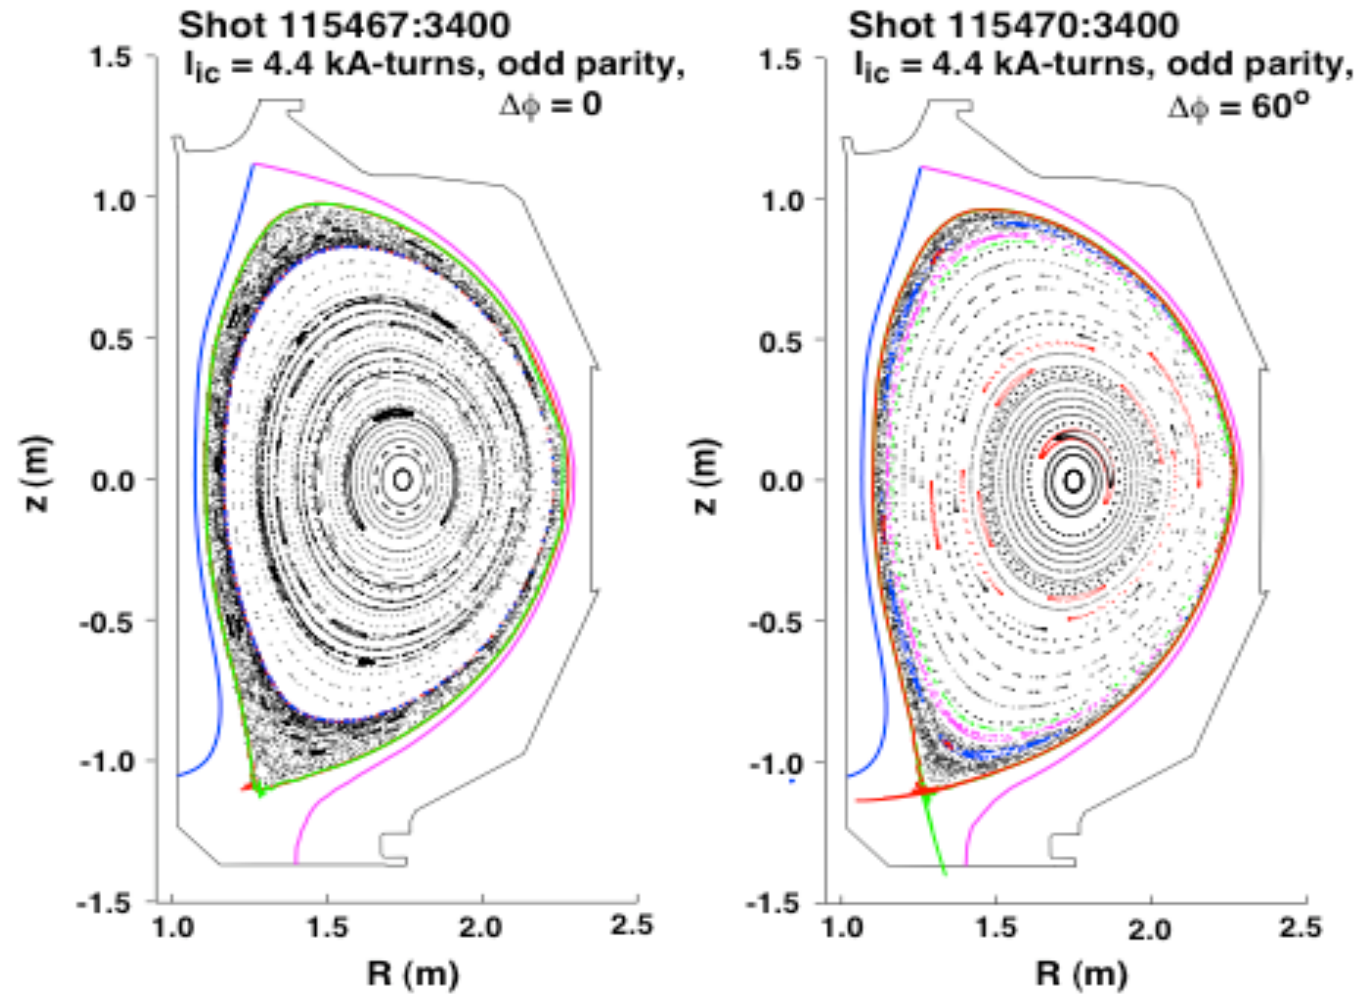 Shot 115467:3400
I_ic = 4.4 kA-turns, odd parity,
Δϕ = 0
1.5
1.0
0.5
0.0
-0.5
-1.0
-1.5
z (m)
1.0 1.5 2.0 2.5
R (m)
Shot 115470:3400
I_ic = 4.4 kA-turns, odd parity,
Δϕ = 60°
1.5
1.0
0.5
0.0
-0.5
-1.0
-1.5
z (m)
1.0 1.5 2.0 2.5
R (m)